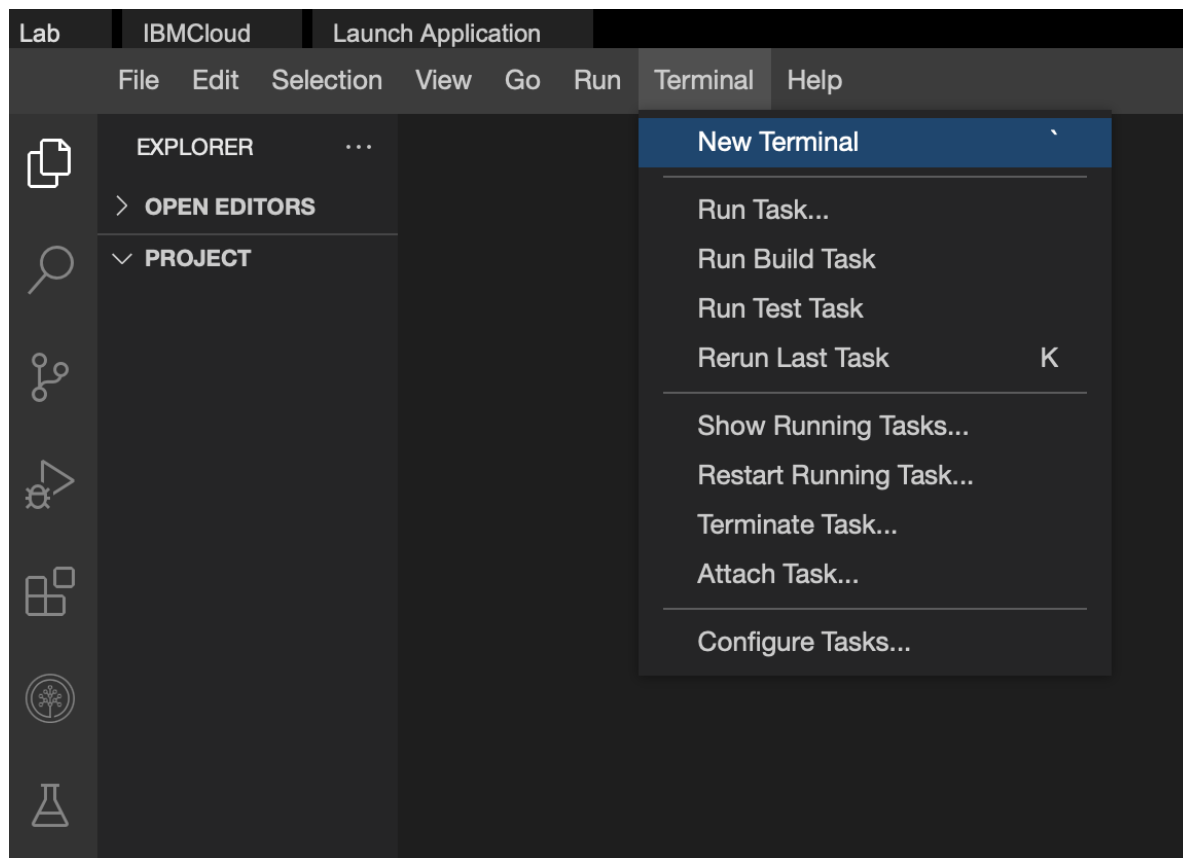 Lab IBMCloud Launch Application
File Edit Selection View Go Run Terminal Help
EXPLORER ...
OPEN EDITORS
PROJECT
New Terminal `
Run Task...
Run Build Task
Run Test Task
Rerun Last Task K
Show Running Tasks...
Restart Running Task...
Terminate Task...
Attach Task...
Configure Tasks...